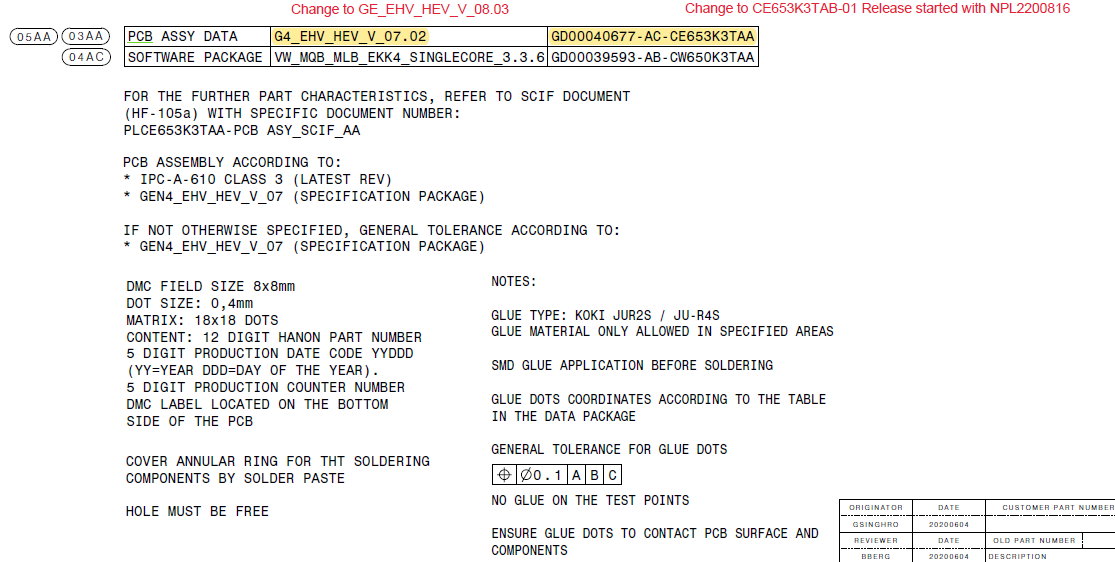 Change to GE_EHV_HEV_V_08.03
Change to CE653K3TAB-01 Release started with NPL2200816
05AA 03AA PCB ASSY DATA G4_EHV_HEV_V_07.02 GD00040677-AC-CE653K3TAA
04AC SOFTWARE PACKAGE VW_MQB_MLB_EKK4_SINGLECORE_3.3.6 GD00039593-AB-CW650K3TAA
FOR THE FURTHER PART CHARACTERISTICS, REFER TO SCIF DOCUMENT
(HF-105a) WITH SPECIFIC DOCUMENT NUMBER:
PLCE653K3TAA-PCB ASY_SCIF_AA
PCB ASSEMBLY ACCORDING TO:
* IPC-A-610 CLASS 3 (LATEST REV)
* GEN4_EHV_HEV_V_07 (SPECIFICATION PACKAGE)
IF NOT OTHERWISE SPECIFIED, GENERAL TOLERANCE ACCORDING TO:
* GEN4_EHV_HEV_V_07 (SPECIFICATION PACKAGE)
DMC FIELD SIZE 8x8mm
DOT SIZE: 0,4mm
MATRIX: 18x18 DOTS
CONTENT: 12 DIGIT HANON PART NUMBER
5 DIGIT PRODUCTION DATE CODE YYDDD
(YY=YEAR DDD=DAY OF THE YEAR).
5 DIGIT PRODUCTION COUNTER NUMBER
DMC LABEL LOCATED ON THE BOTTOM
SIDE OF THE PCB
COVER ANNULAR RING FOR THT SOLDERING
COMPONENTS BY SOLDER PASTE
HOLE MUST BE FREE
NOTES:
GLUE TYPE: KOKI JUR2S / JU-R4S
GLUE MATERIAL ONLY ALLOWED IN SPECIFIED AREAS
SMD GLUE APPLICATION BEFORE SOLDERING
GLUE DOTS COORDINATES ACCORDING TO THE TABLE
IN THE DATA PACKAGE
GENERAL TOLERANCE FOR GLUE DOTS
⌖ ∅0.1 A B C
NO GLUE ON THE TEST POINTS
ENSURE GLUE DOTS TO CONTACT PCB SURFACE AND
COMPONENTS
ORIGINATOR DATE CUSTOMER PART NUMBER
GSINGHRO 20200604
REVIEWER DATE OLD PART NUMBER
BBERG 20200604 DESCRIPTION